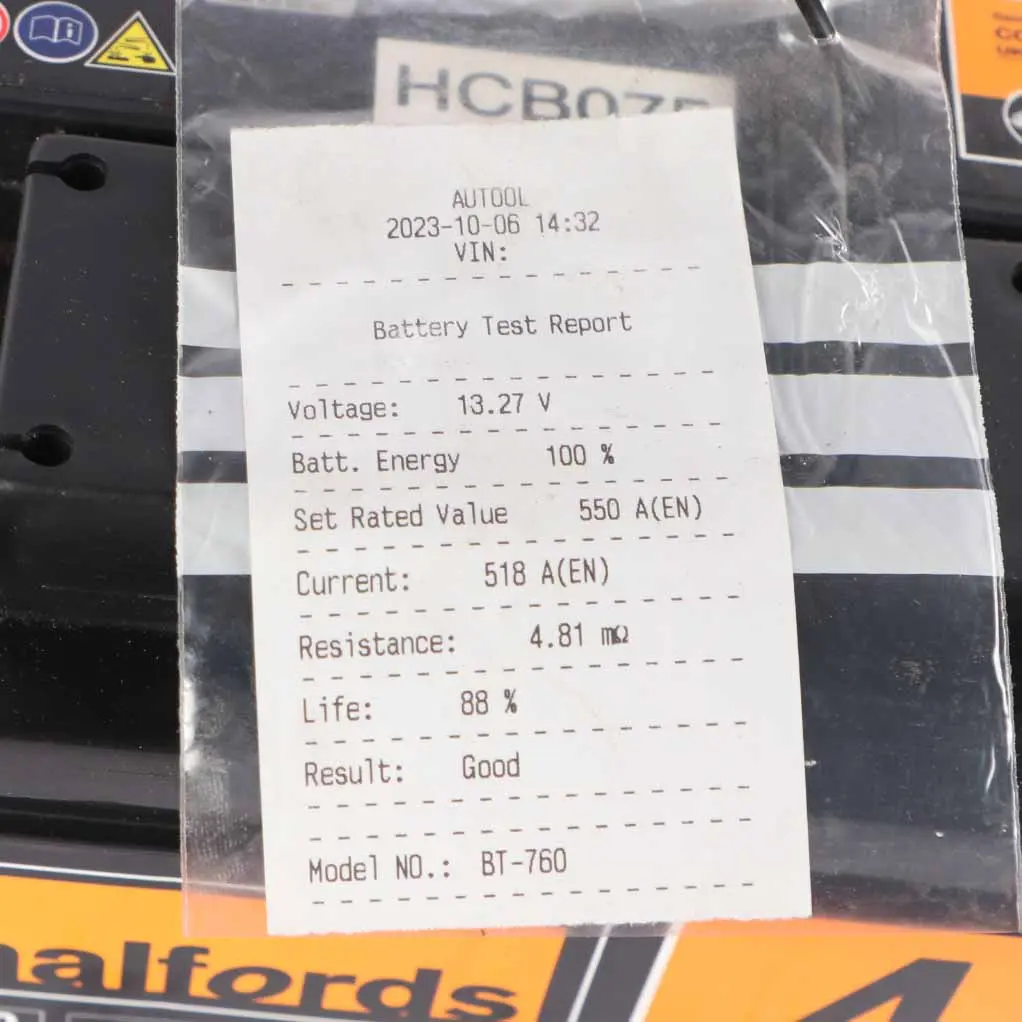 HCB075
AUTOOL
2023-10-06 14:32
VIN:
Battery Test Report
Voltage: 13.27 V
Batt. Energy 100 %
Set Rated Value 550 A(EN)
Current: 518 A(EN)
Resistance: 4.81 mΩ
Life: 88 %
Result: Good
Model NO.: BT-760
halfords
4